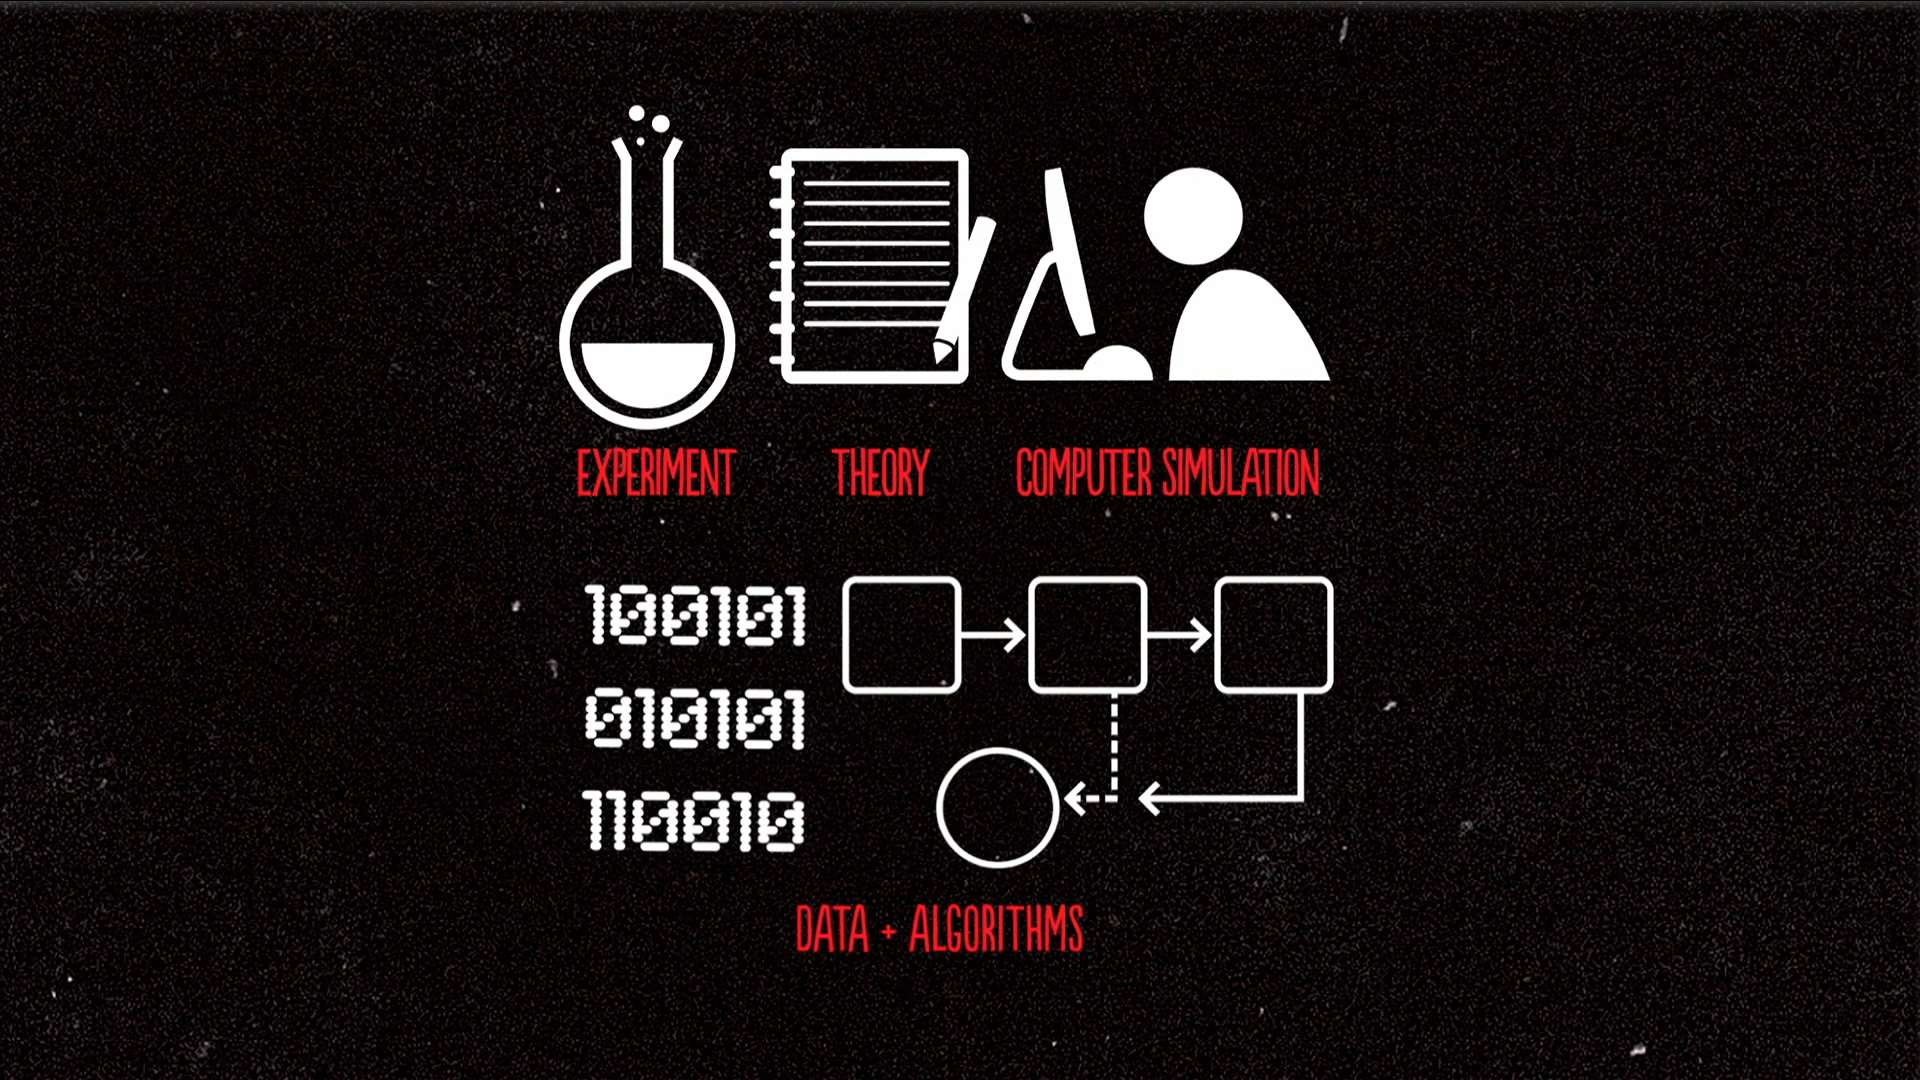 EXPERIMENT THEORY COMPUTER SIMULATION
100101
010101
110010
DATA + ALGORITHMS